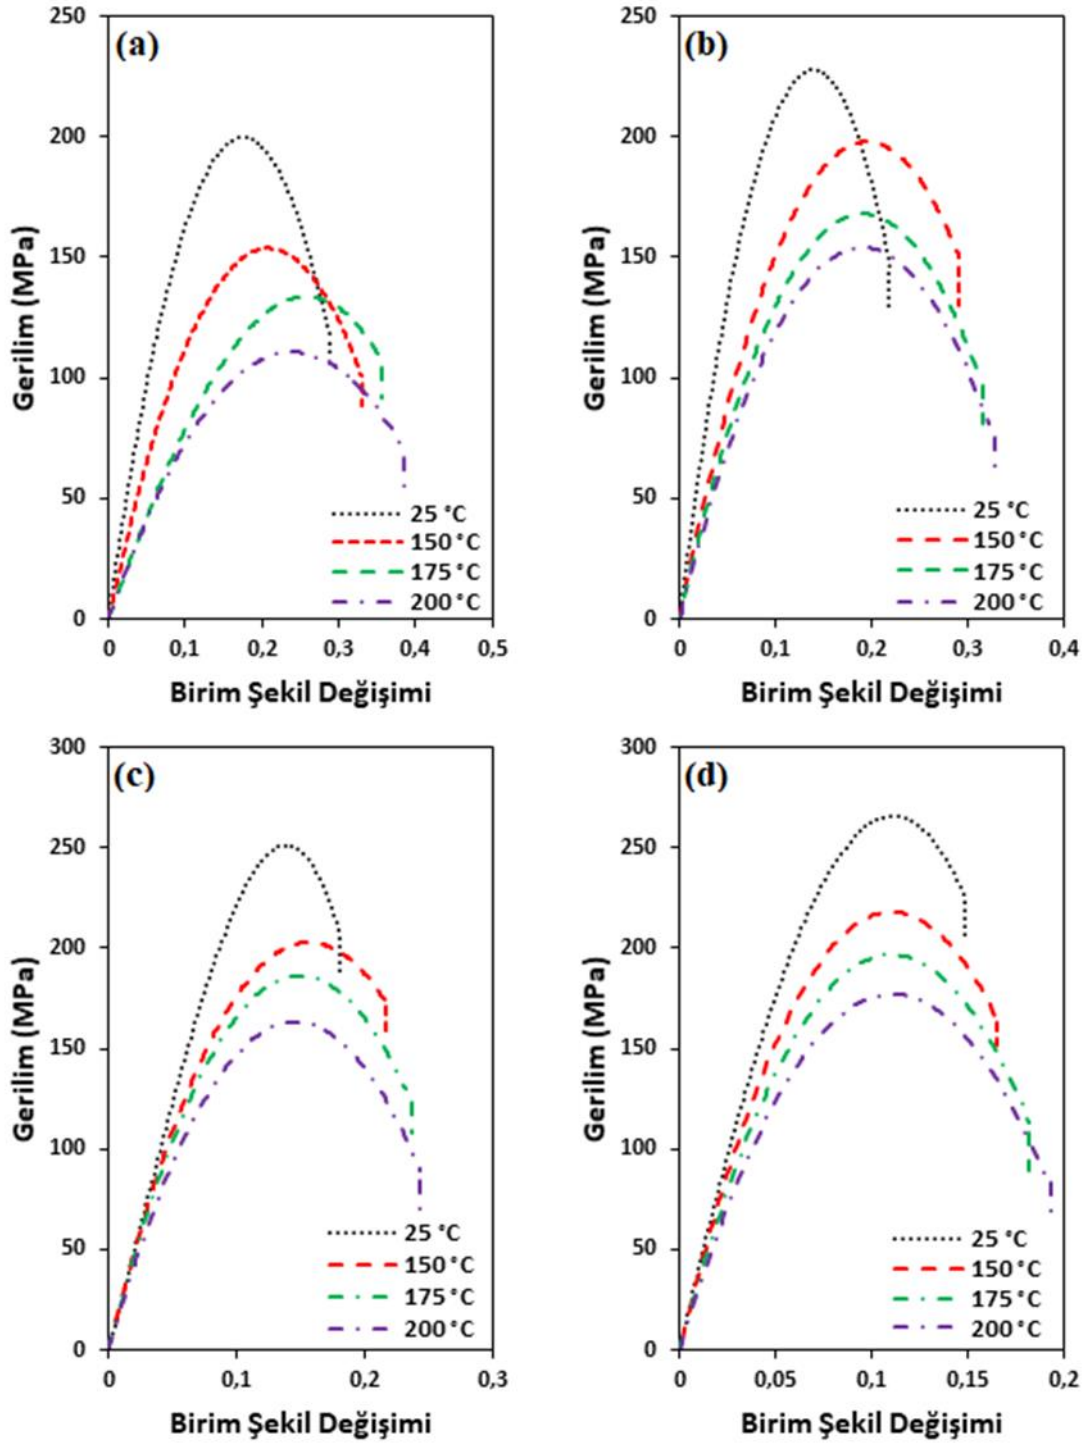 (a)
250
200
150
100
50
0
Gerilim (MPa)
25 °C
150 °C
175 °C
200 °C
0 0,1 0,2 0,3 0,4 0,5
Birim Şekil Değişimi
(b)
250
200
150
100
50
0
Gerilim (MPa)
25 °C
150 °C
175 °C
200 °C
0 0,1 0,2 0,3 0,4
Birim Şekil Değişimi
(c)
300
250
200
150
100
50
0
Gerilim (MPa)
25 °C
150 °C
175 °C
200 °C
0 0,1 0,2 0,3
Birim Şekil Değişimi
(d)
300
250
200
150
100
50
0
Gerilim (MPa)
25 °C
150 °C
175 °C
200 °C
0 0,05 0,1 0,15 0,2
Birim Şekil Değişimi